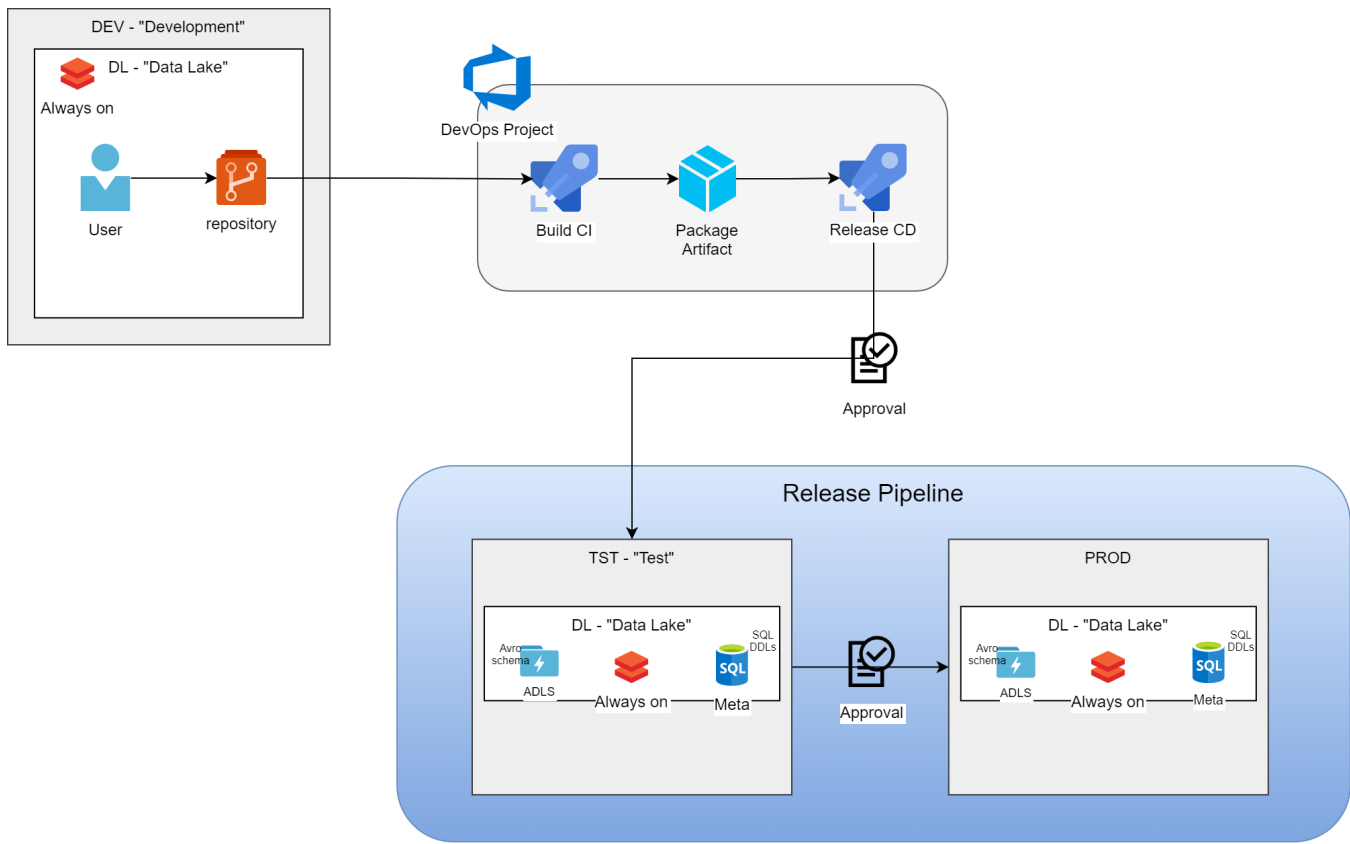 DEV - "Development"
DL - "Data Lake"
Always on
User
repository
DevOps Project
Build CI
Package
Artifact
Release CD
Approval
Release Pipeline
TST - "Test"
DL - "Data Lake"
Avro
schema
ADLS
Always on
SQL
DDLs
SQL
Meta
Approval
PROD
DL - "Data Lake"
Avro
schema
ADLS
Always on
SQL
DDLs
SQL
Meta